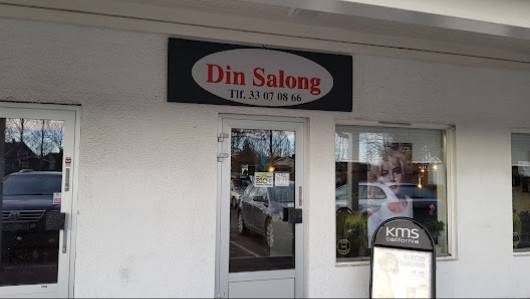 Din Salong
Tlf. 33 07 08 66
kms
california